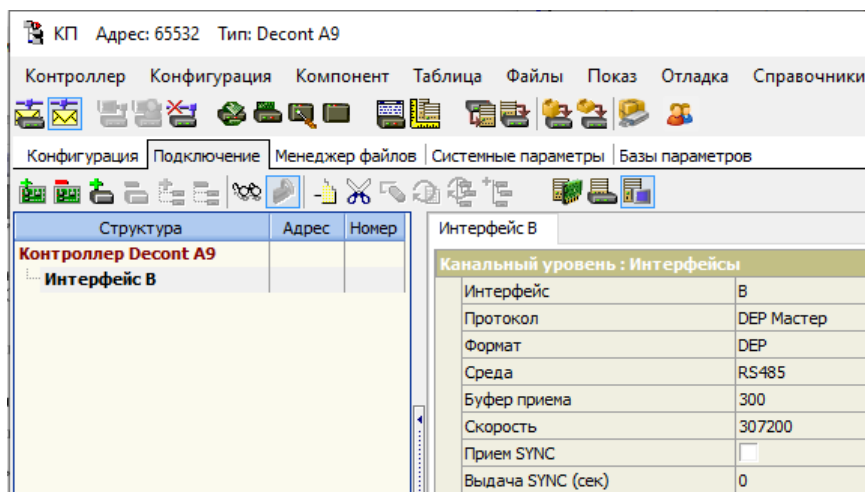 КП Адрес: 65532 Тип: Decont A9
Контроллер Конфигурация Компонент Таблица Файлы Показ Отладка Справочники
Конфигурация Подключение Менеджер файлов Системные параметры Базы параметров
Структура Адрес Номер
Контроллер Decont A9
Интерфейс B
Интерфейс B
Канальный уровень : Интерфейсы
Интерфейс B
Протокол DEP Мастер
Формат DEP
Среда RS485
Буфер приема 300
Скорость 307200
Прием SYNC
Выдача SYNC (сек) 0